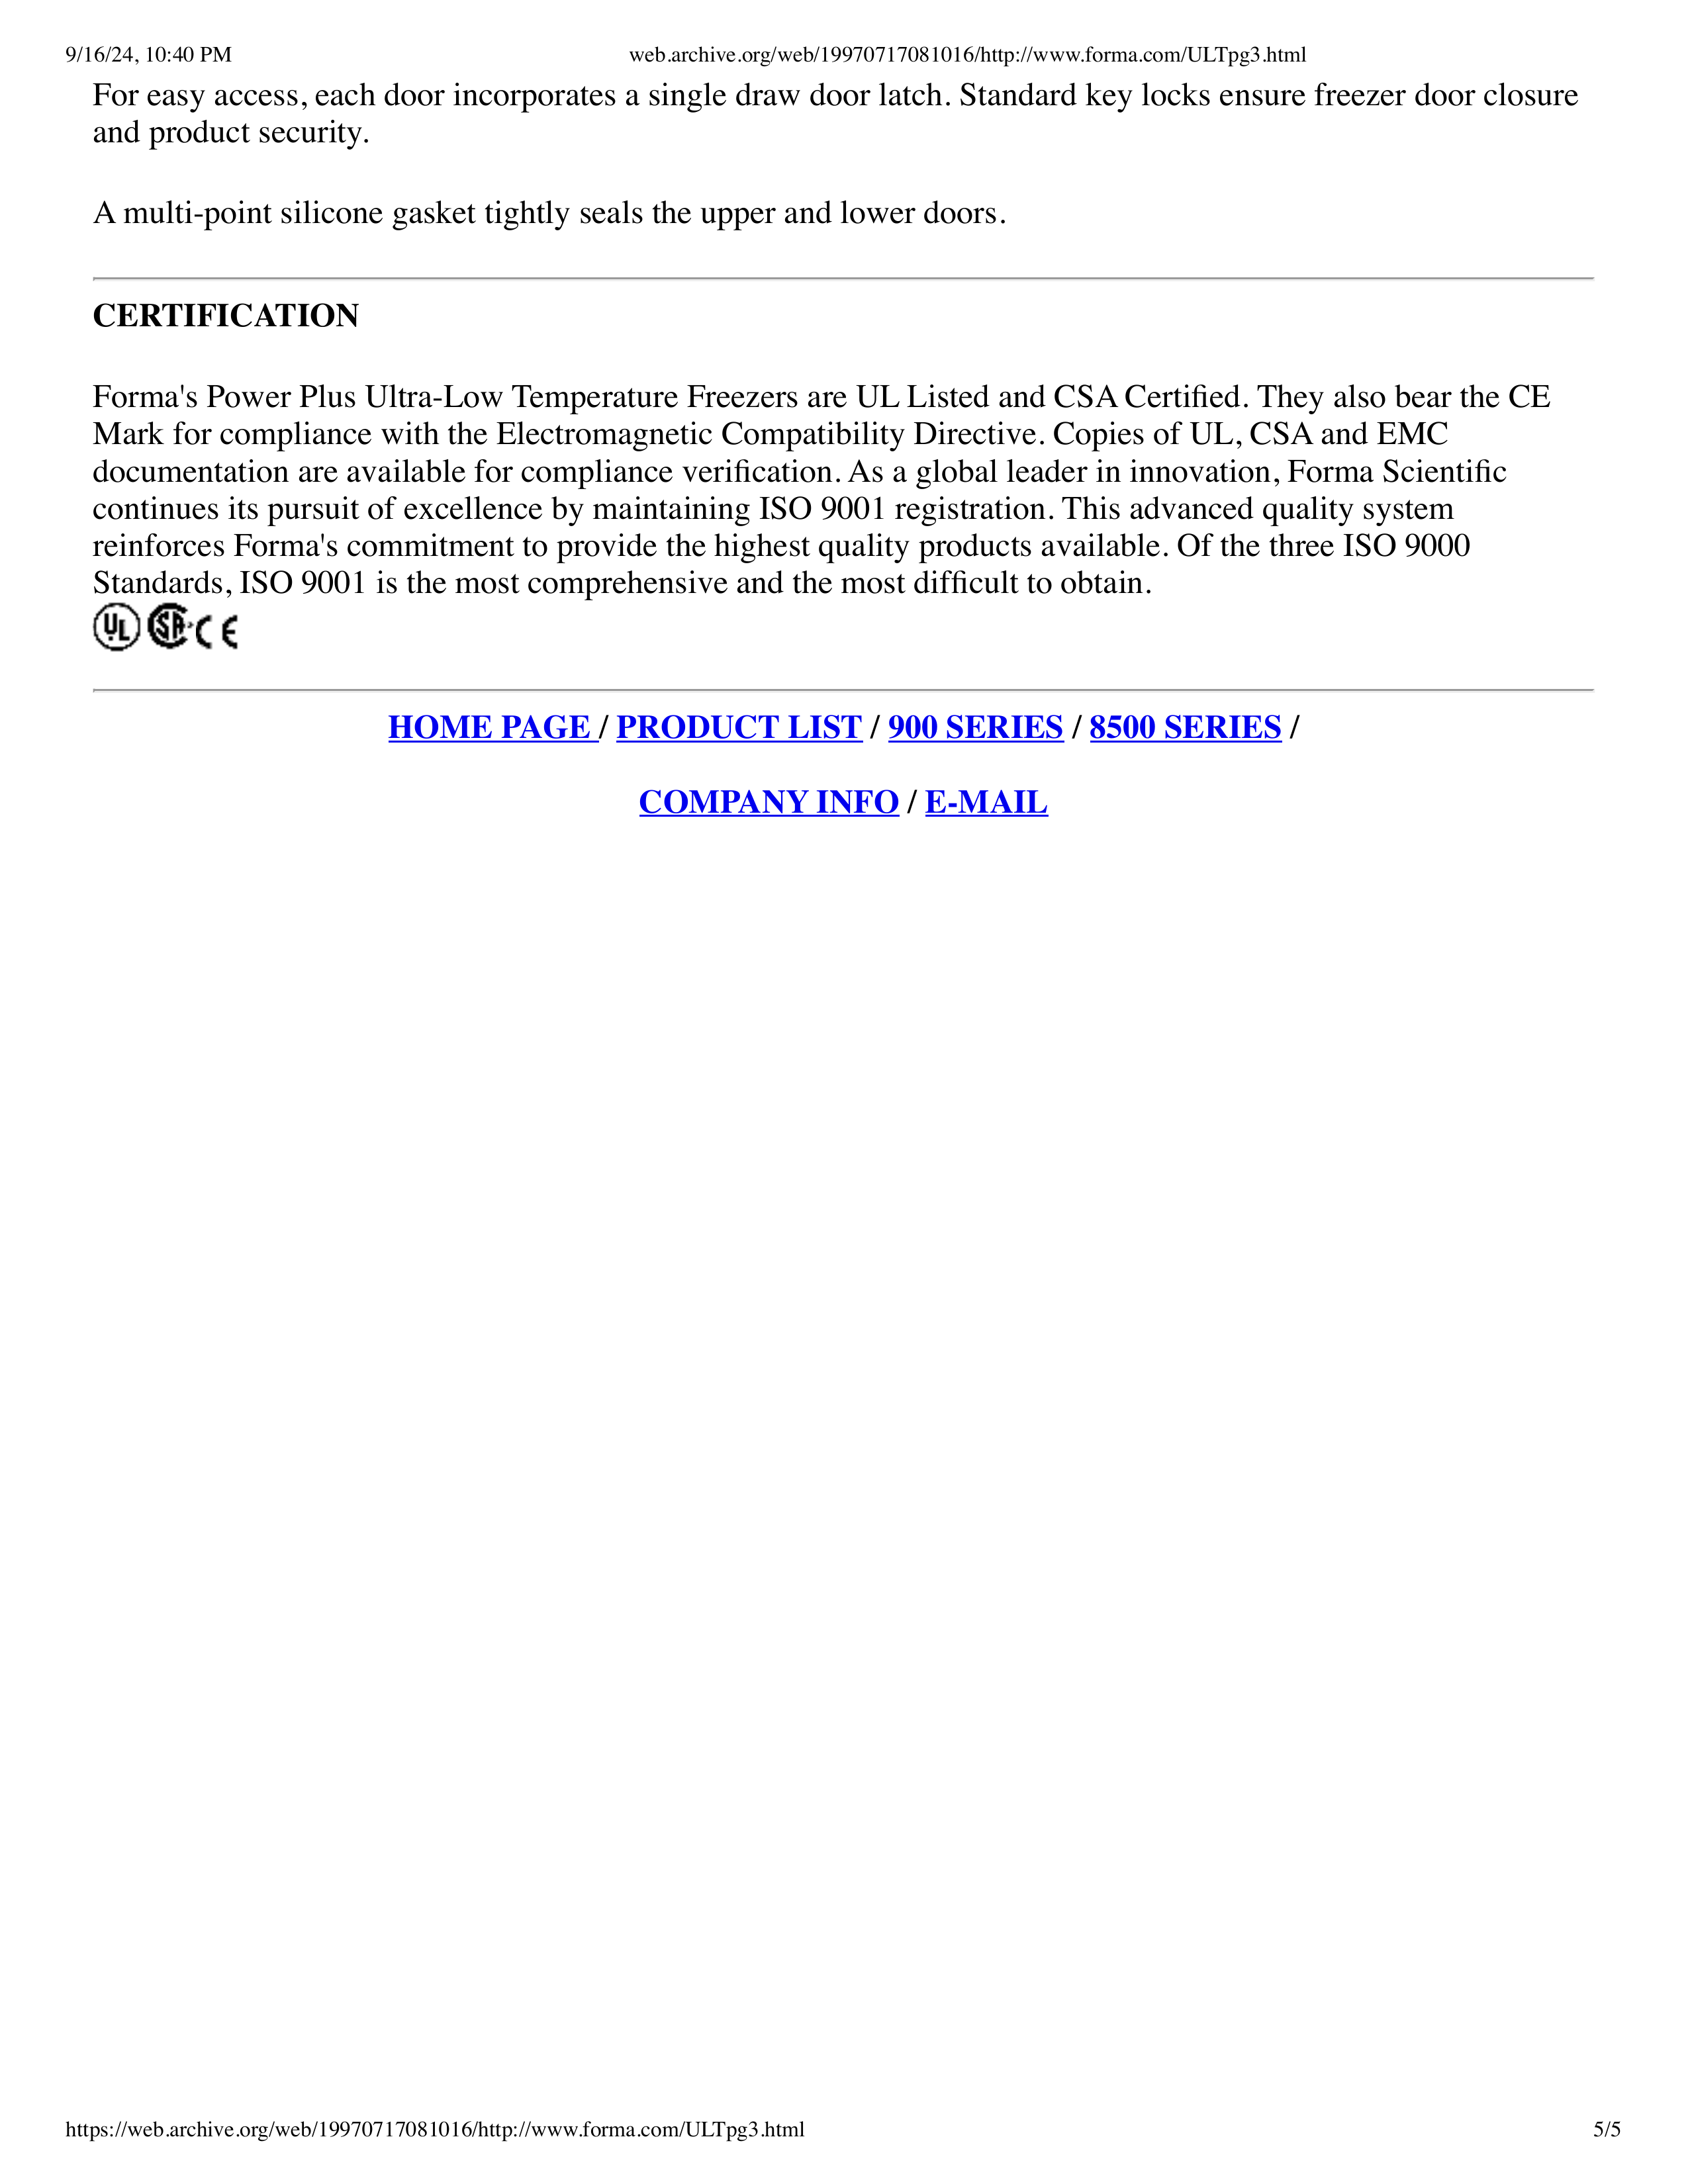 9/16/24, 10:40 PM web.archive.org/web/19970717081016/http://www.forma.com/ULTpg3.html
For easy access, each door incorporates a single draw door latch. Standard key locks ensure freezer door closure
and product security.
A multi-point silicone gasket tightly seals the upper and lower doors.
CERTIFICATION
Forma's Power Plus Ultra-Low Temperature Freezers are UL Listed and CSA Certified. They also bear the CE
Mark for compliance with the Electromagnetic Compatibility Directive. Copies of UL, CSA and EMC
documentation are available for compliance verification. As a global leader in innovation, Forma Scientific
continues its pursuit of excellence by maintaining ISO 9001 registration. This advanced quality system
reinforces Forma's commitment to provide the highest quality products available. Of the three ISO 9000
Standards, ISO 9001 is the most comprehensive and the most difficult to obtain.
UL SA CE
HOME PAGE / PRODUCT LIST / 900 SERIES / 8500 SERIES /
COMPANY INFO / E-MAIL
https://web.archive.org/web/19970717081016/http://www.forma.com/ULTpg3.html 5/5